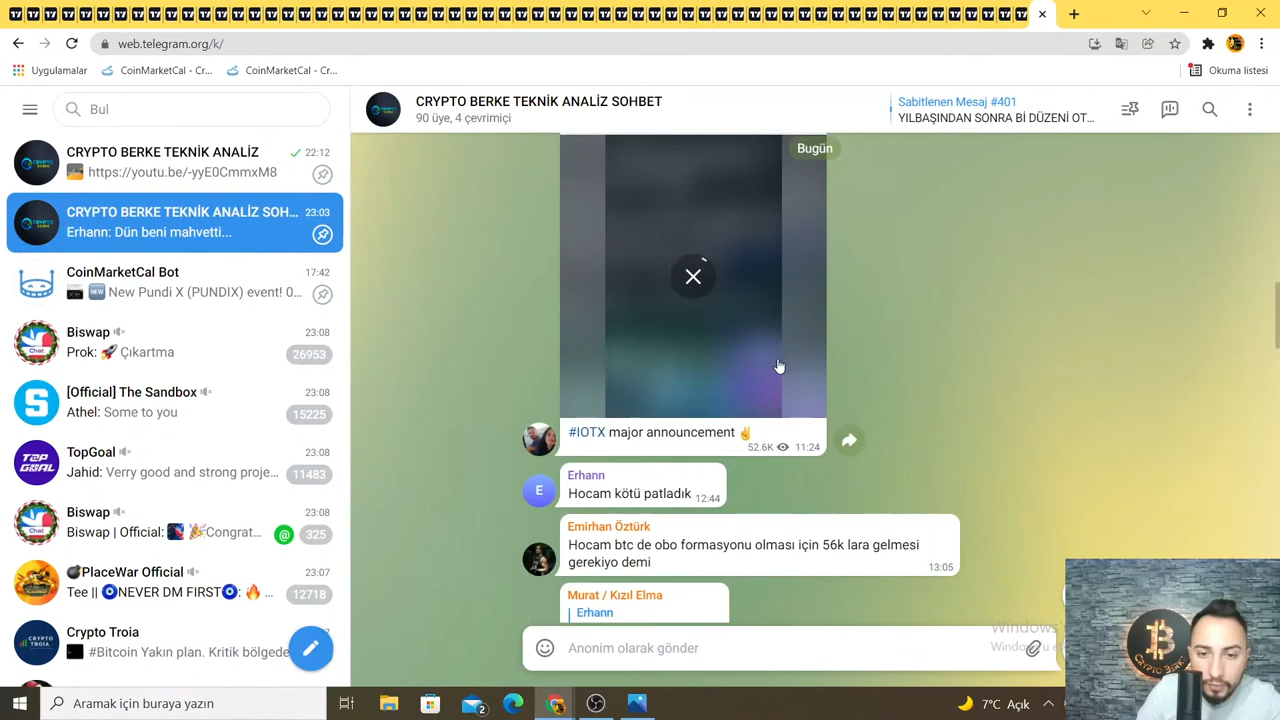 web.telegram.org/k/
Uygulamalar
CoinMarketCal - Cr...
CoinMarketCal - Cr...
Okuma listesi
Bul
CRYPTO BERKE TEKNİK ANALİZ
22:12
https://youtu.be/-yyE0CmmxM8
CRYPTO BERKE TEKNİK ANALİZ SOH...
23:03
Erhann: Dün beni mahvetti...
CoinMarketCal Bot
17:42
🆕 New Pundi X (PUNDIX) event! 0...
Biswap
23:08
Prok: 🚀 Çıkartma
26953
[Official] The Sandbox
23:08
Athel: Some to you
15225
TopGoal
23:08
Jahid: Verry good and strong proje...
11483
Biswap
23:08
Biswap | Official: 🎉Congrat...
@
325
💣PlaceWar Official
23:07
Tee || 🧿NEVER DM FIRST🧿: 🔥 ...
12718
Crypto Troia
#Bitcoin Yakın plan. Kritik bölgede
CRYPTO BERKE TEKNİK ANALİZ SOHBET
90 üye, 4 çevrimiçi
Sabitlenen Mesaj #401
YILBAŞINDAN SONRA Bİ DÜZENİ OT...
Bugün
#IOTX major announcement ✌
52.6K 11:24
E
Erhann
Hocam kötü patladık 12:44
Emirhan Öztürk
Hocam btc de obo formasyonu olması için 56k lara gelmesi
gerekiyo demi
13:05
Murat / Kızıl Elma
Erhann
Anonim olarak gönder
Windows
Aramak için buraya yazın
2
7°C Açık